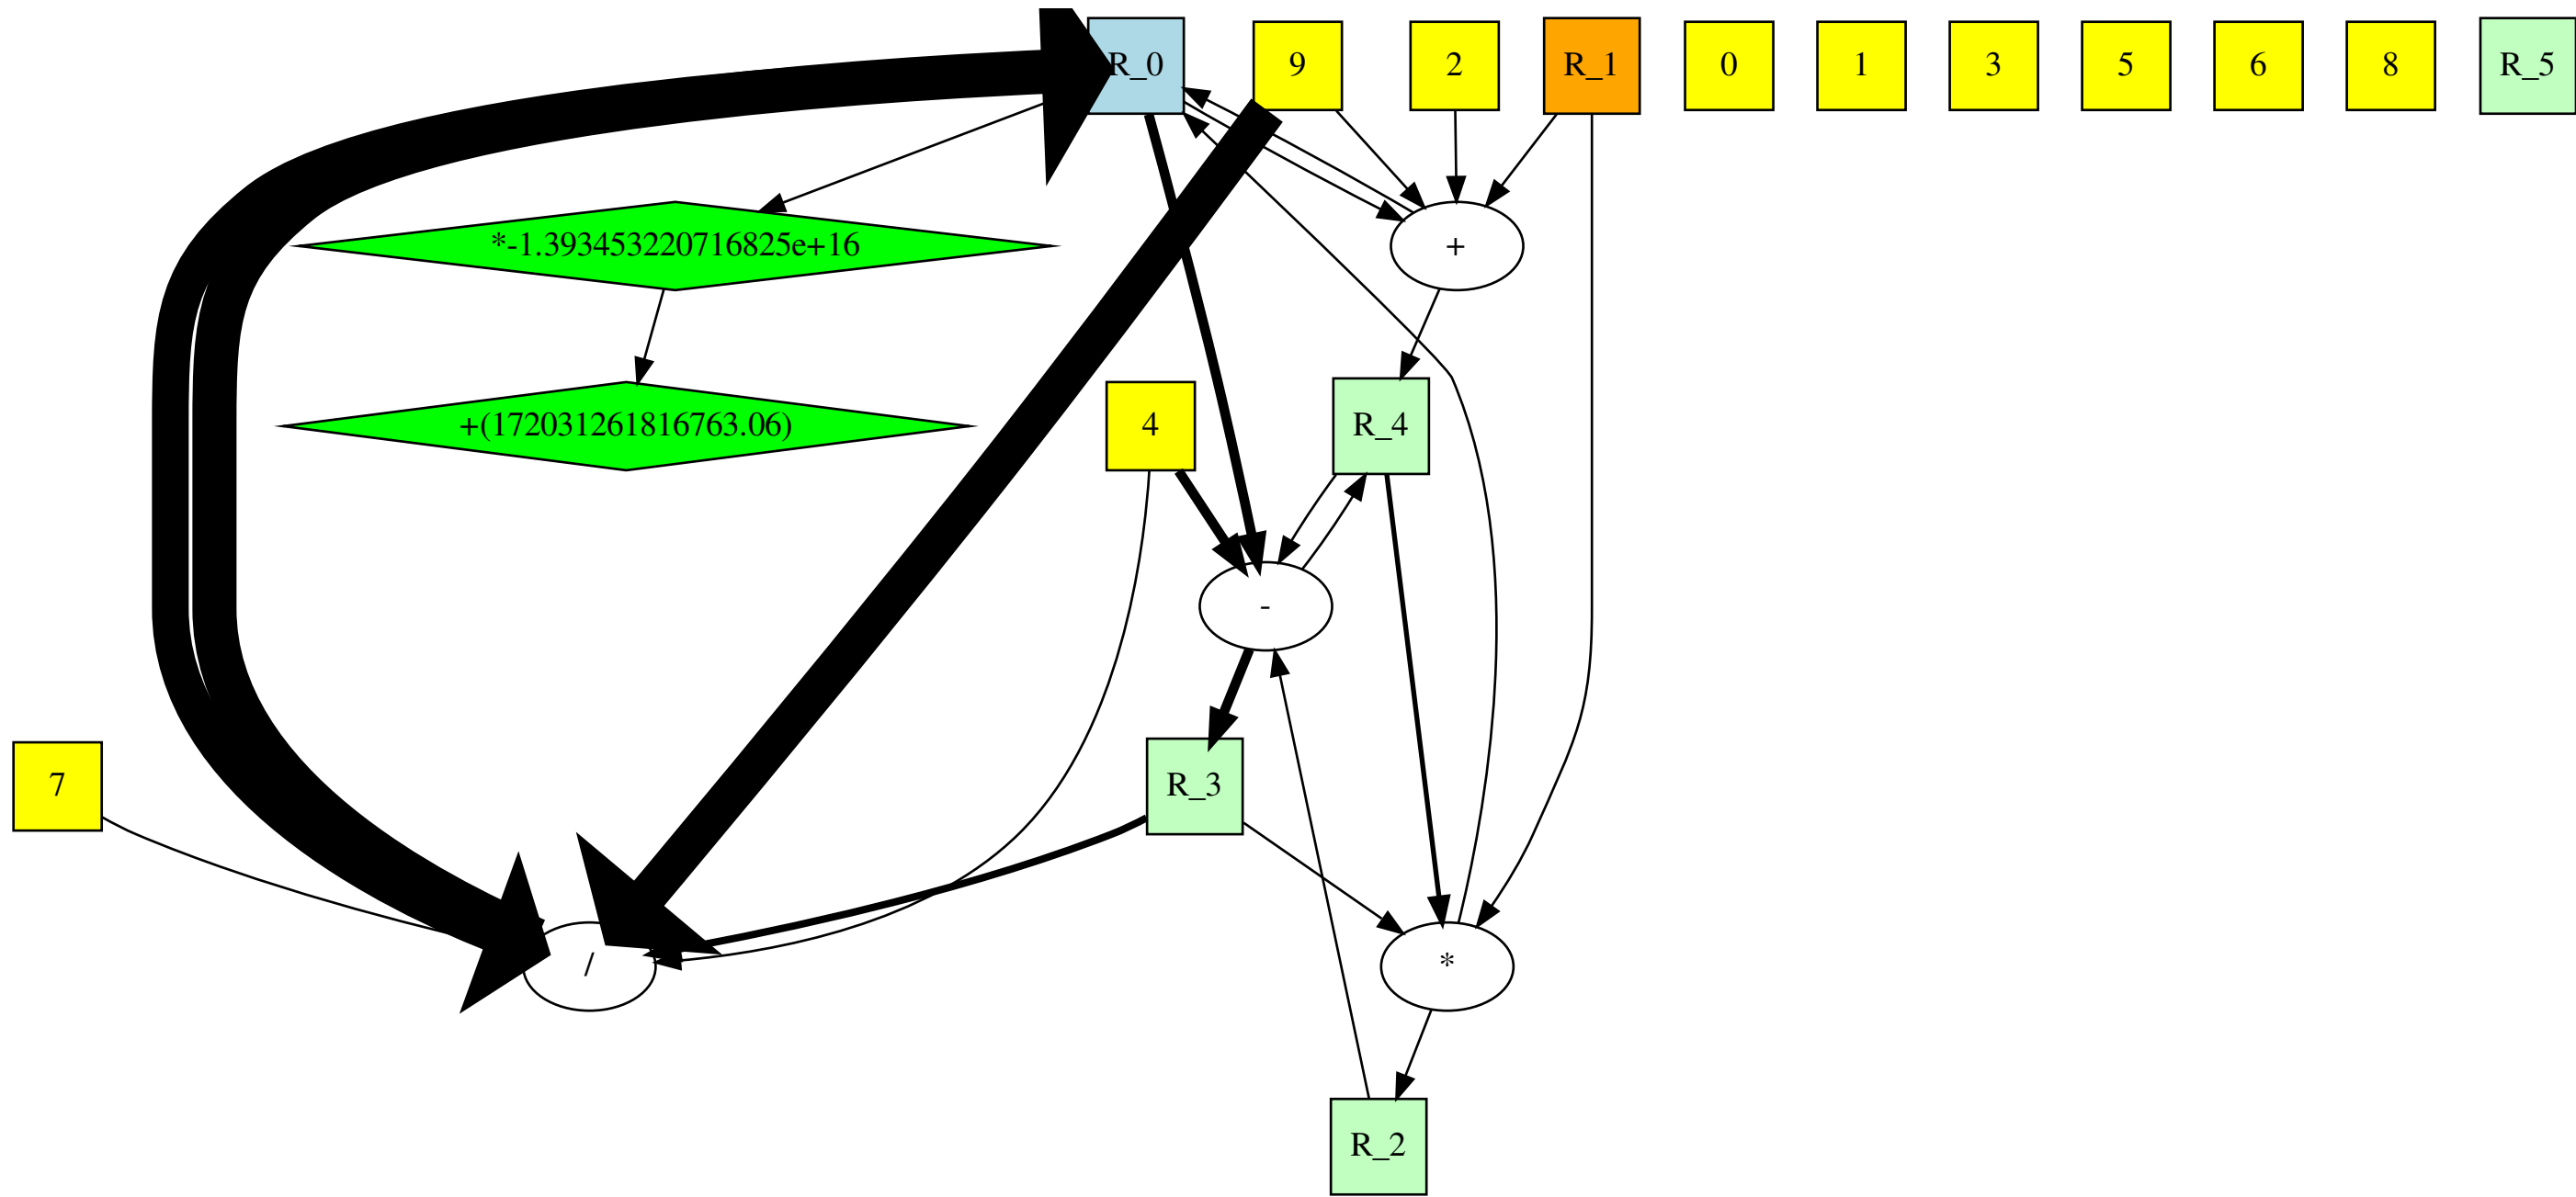 R_0
9
2
R_1
0
1
3
5
6
8
R_5
*-1.393453220716825e+16
+
+(172031261816763.06)
4
R_4
-
7
R_3
/
*
R_2